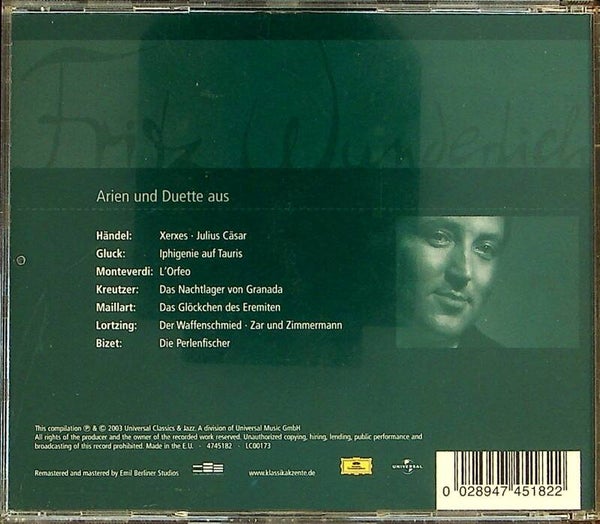 Fritz Wunderlich
Arien und Duette aus
Händel: Xerxes · Julius Cäsar
Gluck: Iphigenie auf Tauris
Monteverdi: L'Orfeo
Kreutzer: Das Nachtlager von Granada
Maillart: Das Glöckchen des Eremiten
Lortzing: Der Waffenschmied · Zar und Zimmermann
Bizet: Die Perlenfischer
This compilation ℗ & © 2003 Universal Classics & Jazz. A division of Universal Music GmbH
All rights of the producer and the owner of the recorded work reserved. Unauthorized copying, hiring, lending, public performance and
broadcasting of this record prohibited. Made in the E.U. · 4745182 · LC00173
Remastered and mastered by Emil Berliner Studios
www.klassikakzente.de
UNIVERSAL
0 028947 451822